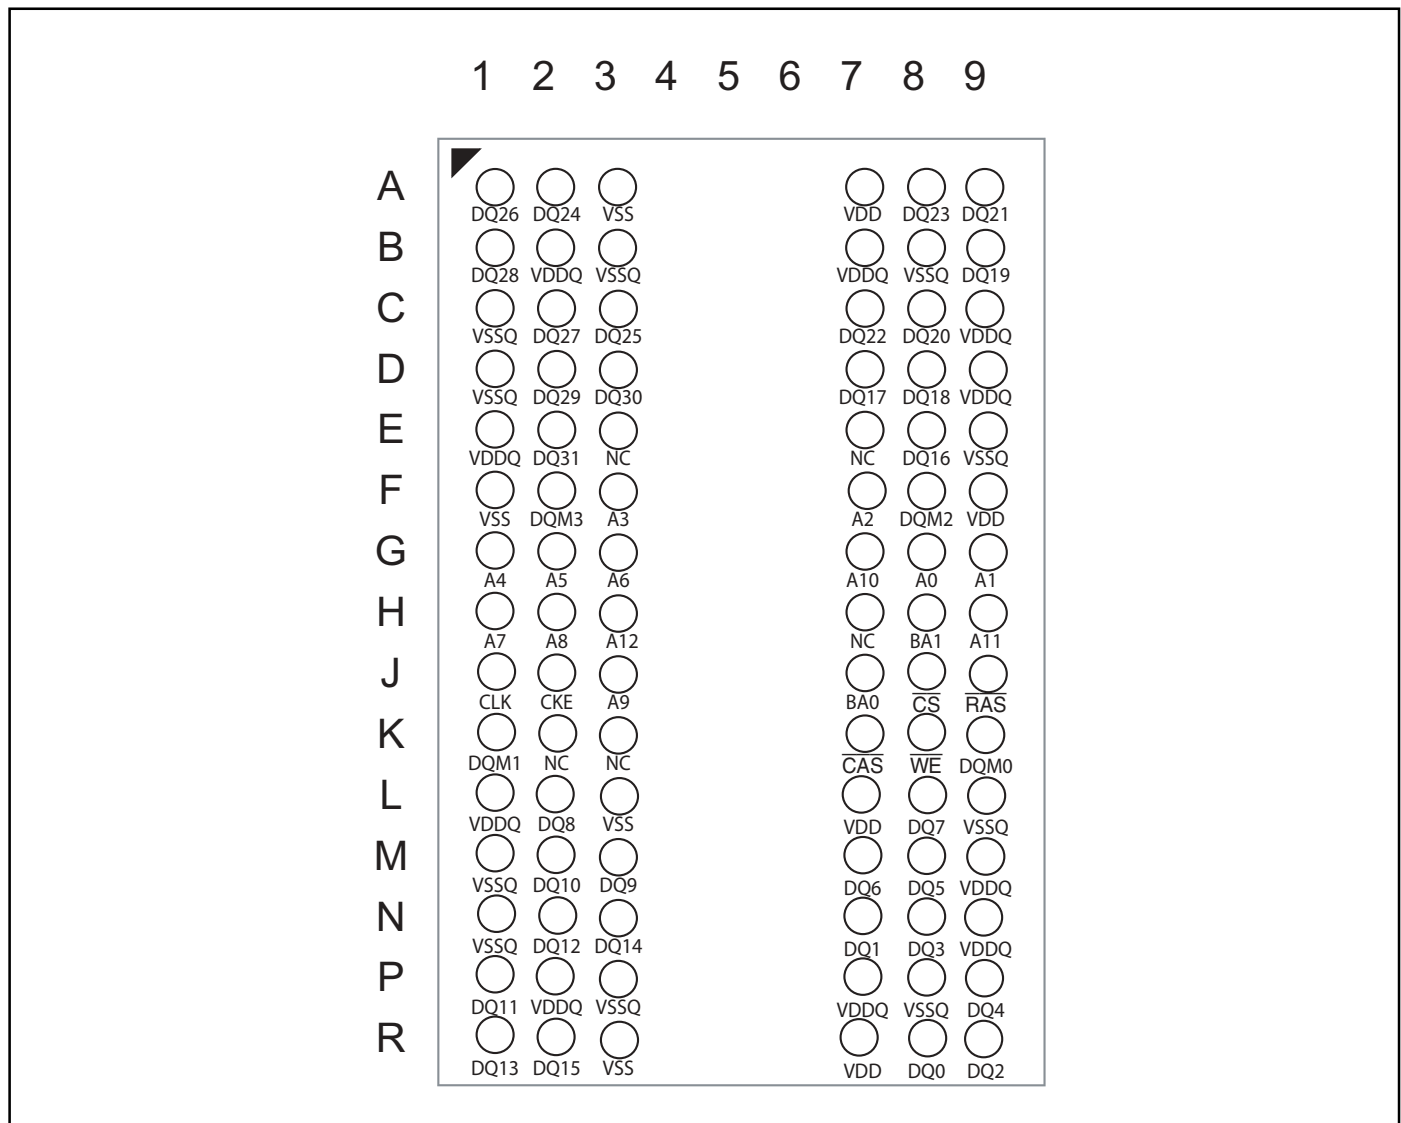 1 2 3 4 5 6 7 8 9
A
DQ26 DQ24 VSS VDD DQ23 DQ21
B
DQ28 VDDQ VSSQ VDDQ VSSQ DQ19
C
VSSQ DQ27 DQ25 DQ22 DQ20 VDDQ
D
VSSQ DQ29 DQ30 DQ17 DQ18 VDDQ
E
VDDQ DQ31 NC NC DQ16 VSSQ
F
VSS DQM3 A3 A2 DQM2 VDD
G
A4 A5 A6 A10 A0 A1
H
A7 A8 A12 NC BA1 A11
J
CLK CKE A9 BA0 C̅S̅ R̅A̅S̅
K
DQM1 NC NC C̅A̅S̅ W̅E̅ DQM0
L
VDDQ DQ8 VSS VDD DQ7 VSSQ
M
VSSQ DQ10 DQ9 DQ6 DQ5 VDDQ
N
VSSQ DQ12 DQ14 DQ1 DQ3 VDDQ
P
DQ11 VDDQ VSSQ VDDQ VSSQ DQ4
R
DQ13 DQ15 VSS VDD DQ0 DQ2